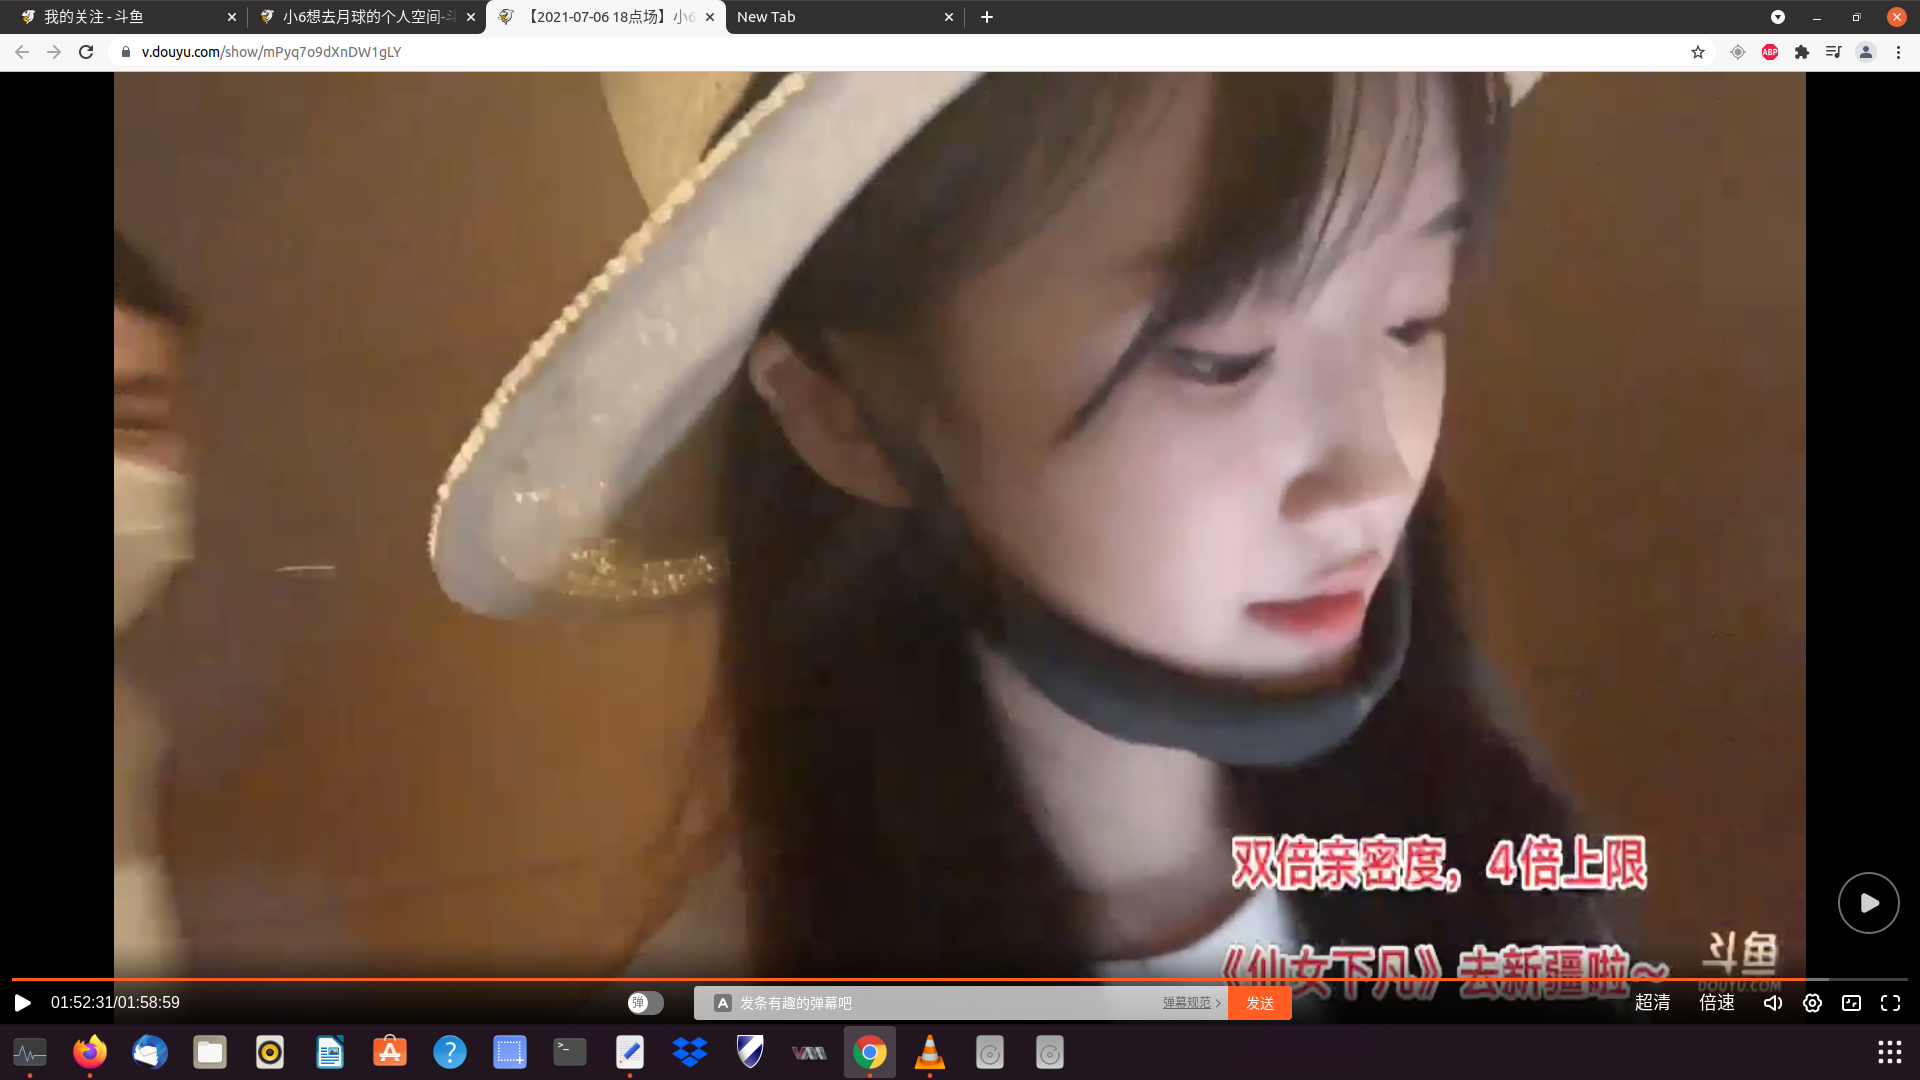 我的关注 - 斗鱼
小6想去月球的个人空间-斗
【2021-07-06 18点场】小6
New Tab
v.douyu.com/show/mPyq7o9dXnDW1gLY
ABP
双倍亲密度，4倍上限
《仙女下凡》去新疆啦~
斗鱼
DOUYU.COM
01:52:31/01:58:59
弹
A 发条有趣的弹幕吧
弹幕规范
发送
超清
倍速